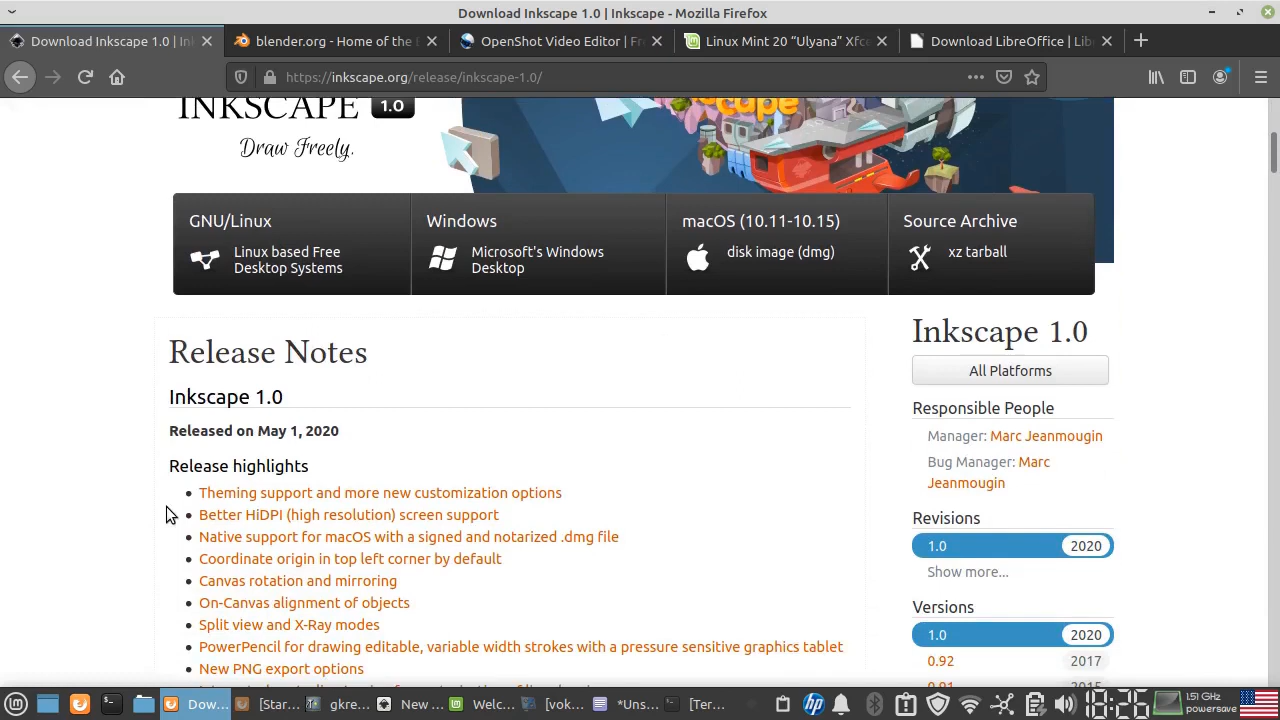 Download Inkscape 1.0 | Inkscape - Mozilla Firefox
Download Inkscape 1.0 | In
blender.org - Home of the
OpenShot Video Editor | Fr
Linux Mint 20 “Ulyana” Xfc
Download LibreOffice | Lib
https://inkscape.org/release/inkscape-1.0/
INKSCAPE 1.0
Draw Freely.
GNU/Linux
Linux based Free
Desktop Systems
Windows
Microsoft's Windows
Desktop
macOS (10.11-10.15)
disk image (dmg)
Source Archive
xz tarball
Release Notes
Inkscape 1.0
Released on May 1, 2020
Release highlights
Theming support and more new customization options
Better HiDPI (high resolution) screen support
Native support for macOS with a signed and notarized .dmg file
Coordinate origin in top left corner by default
Canvas rotation and mirroring
On-Canvas alignment of objects
Split view and X-Ray modes
PowerPencil for drawing editable, variable width strokes with a pressure sensitive graphics tablet
New PNG export options
Inkscape 1.0
All Platforms
Responsible People
Manager: Marc Jeanmougin
Bug Manager: Marc
Jeanmougin
Revisions
1.0 2020
Show more...
Versions
1.0 2020
0.92 2017
Dow...
[Star...
gkre...
New ...
Welc...
[vok...
*Uns...
[Ter...
18:26
1.51 GHz
powersave